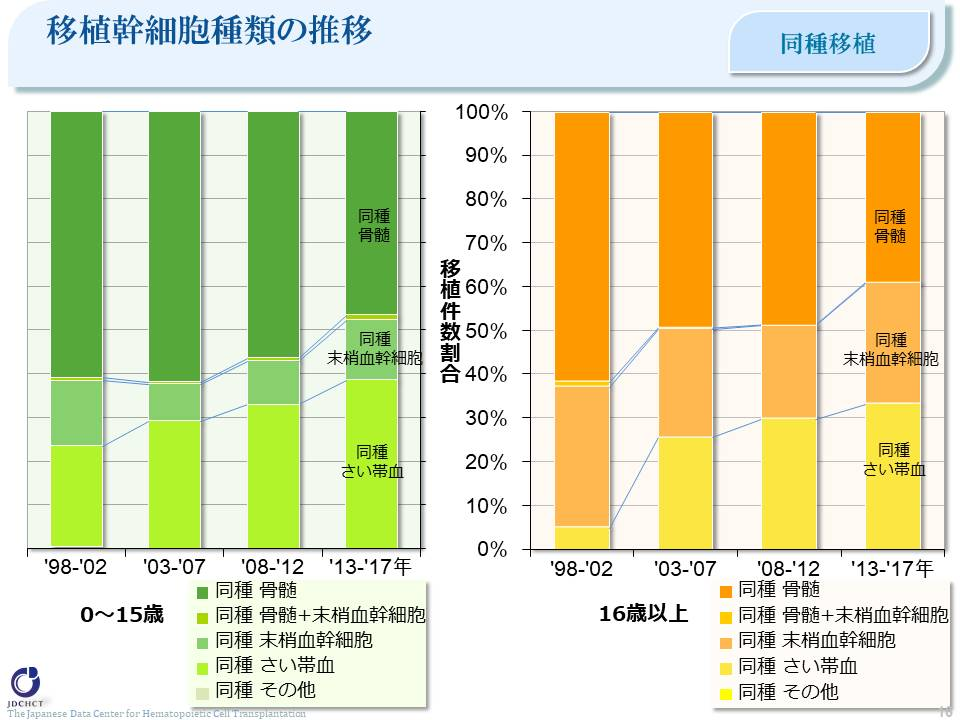 移植幹細胞種類の推移
同種移植
100%
90%
80%
70%
60%
50%
40%
30%
20%
10%
0%
移植件数割合
同種
骨髄
同種
末梢血幹細胞
同種
さい帯血
同種
骨髄
同種
末梢血幹細胞
同種
さい帯血
'98-'02
'03-'07
'08-'12
'13-'17年
'98-'02
'03-'07
'08-'12
'13-'17年
0～15歳
同種 骨髄
同種 骨髄+末梢血幹細胞
同種 末梢血幹細胞
同種 さい帯血
同種 その他
16歳以上
同種 骨髄
同種 骨髄+末梢血幹細胞
同種 末梢血幹細胞
同種 さい帯血
同種 その他
JDCHCT
The Japanese Data Center for Hematopoietic Cell Transplantation